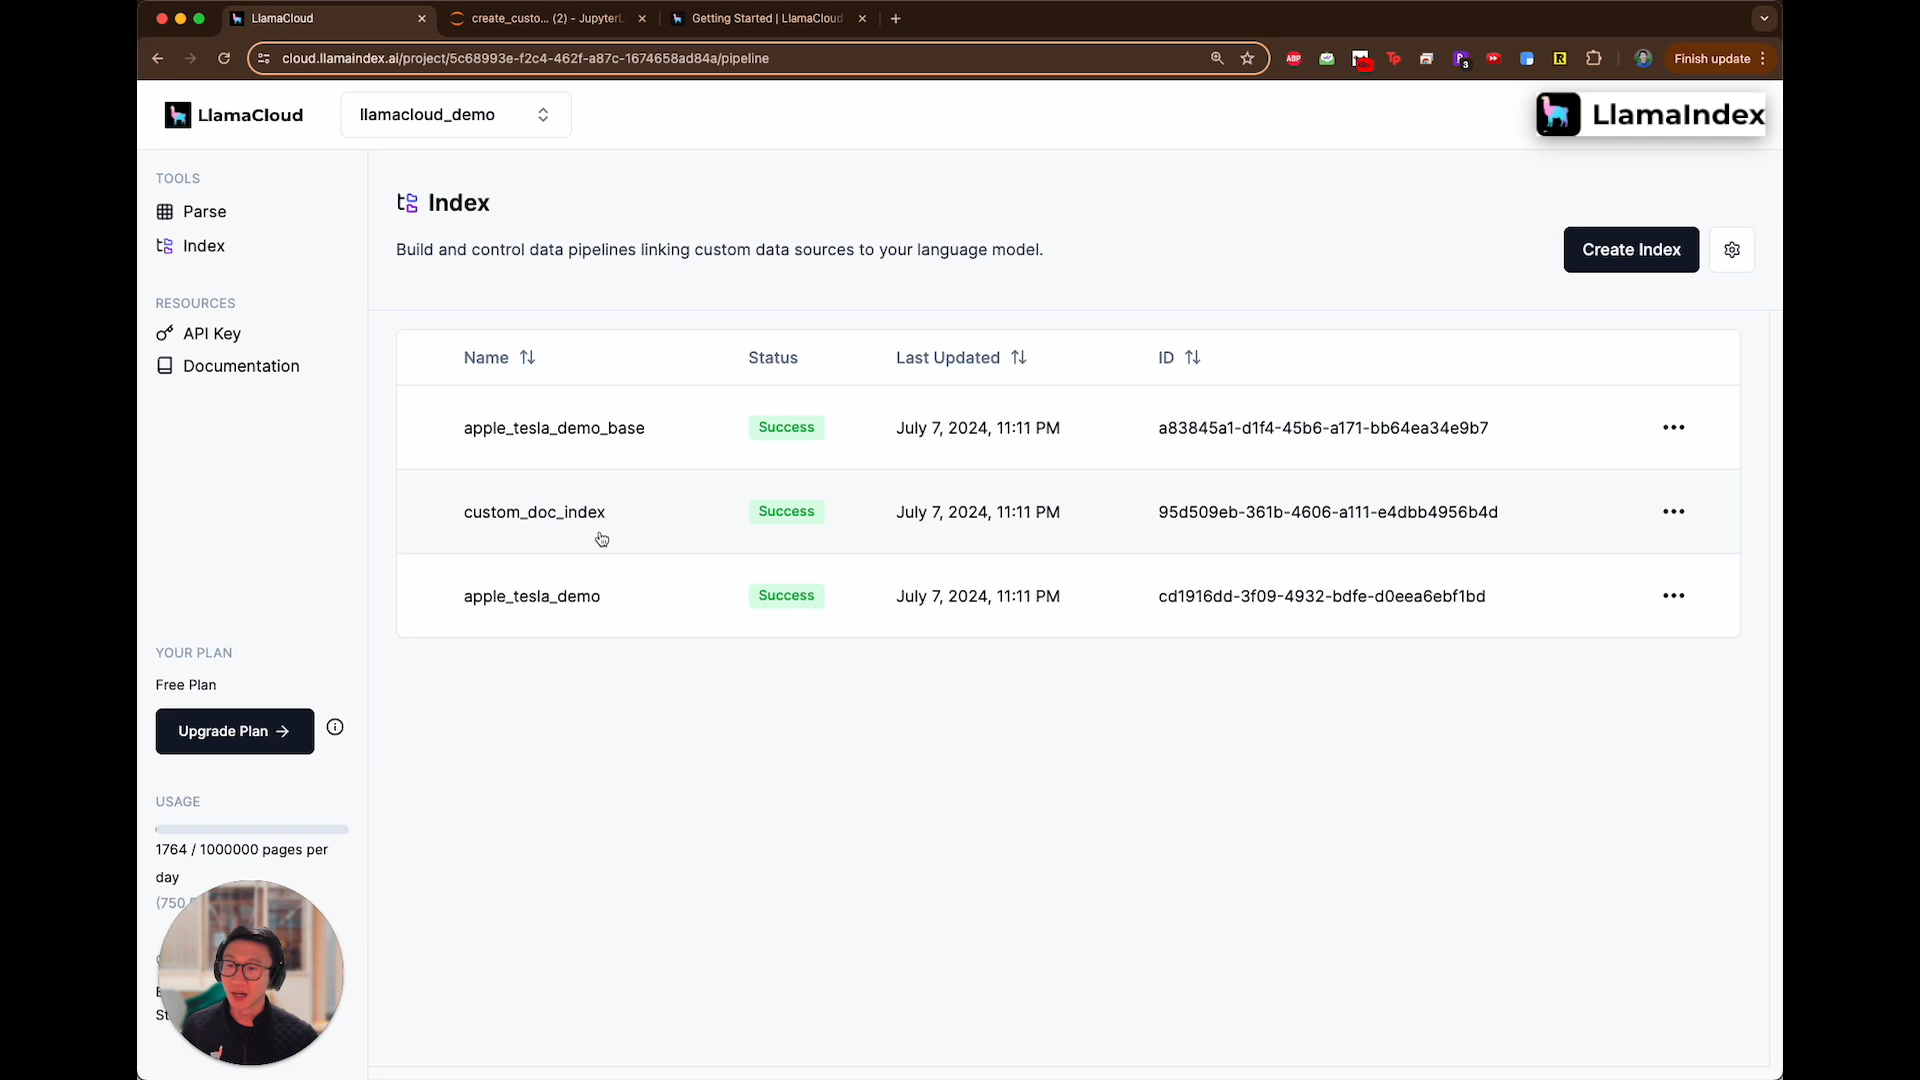 LlamaCloud
create_custo... (2) - JupyterL
Getting Started | LlamaCloud
cloud.llamaindex.ai/project/5c68993e-f2c4-462f-a87c-1674658ad84a/pipeline
ABP
Tp
3
R
Finish update
LlamaCloud
llamacloud_demo
LlamaIndex
TOOLS
Parse
Index
RESOURCES
API Key
Documentation
Index
Build and control data pipelines linking custom data sources to your language model.
Create Index
Name
Status
Last Updated
ID
apple_tesla_demo_base
Success
July 7, 2024, 11:11 PM
a83845a1-d1f4-45b6-a171-bb64ea34e9b7
custom_doc_index
Success
July 7, 2024, 11:11 PM
95d509eb-361b-4606-a111-e4dbb4956b4d
apple_tesla_demo
Success
July 7, 2024, 11:11 PM
cd1916dd-3f09-4932-bdfe-d0eea6ebf1bd
YOUR PLAN
Free Plan
Upgrade Plan →
USAGE
1764 / 1000000 pages per
day
(750
St